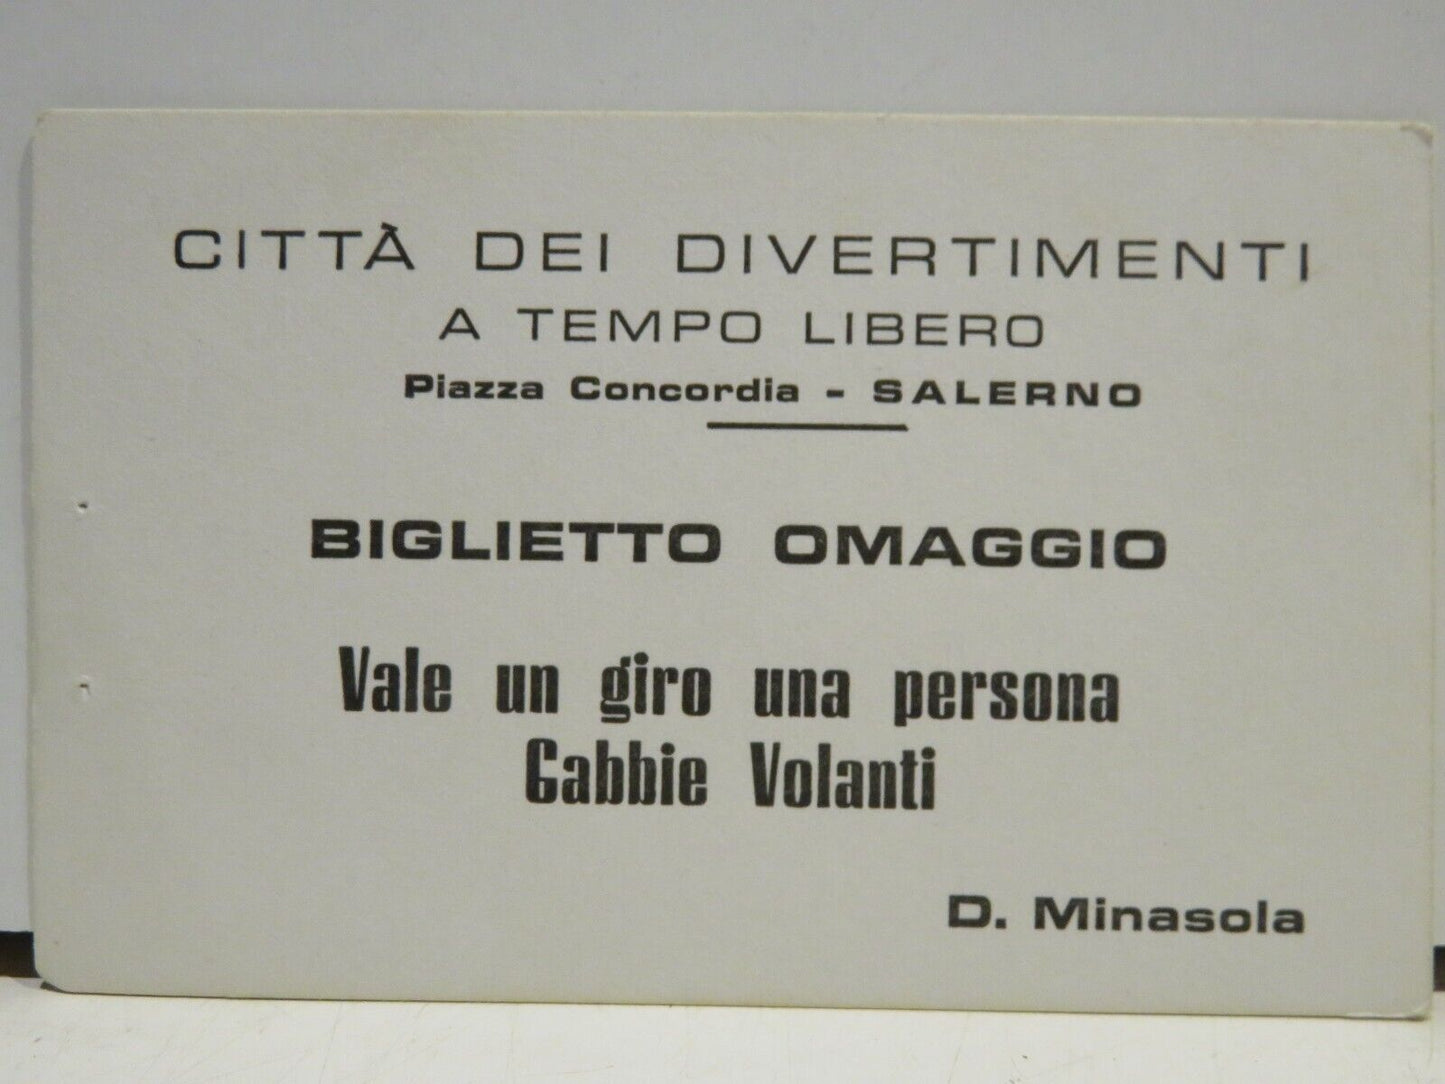 CITTÀ DEI DIVERTIMENTI
A TEMPO LIBERO
Piazza Concordia - SALERNO
BIGLIETTO OMAGGIO
Vale un giro una persona
Gabbie Volanti
D. Minasola